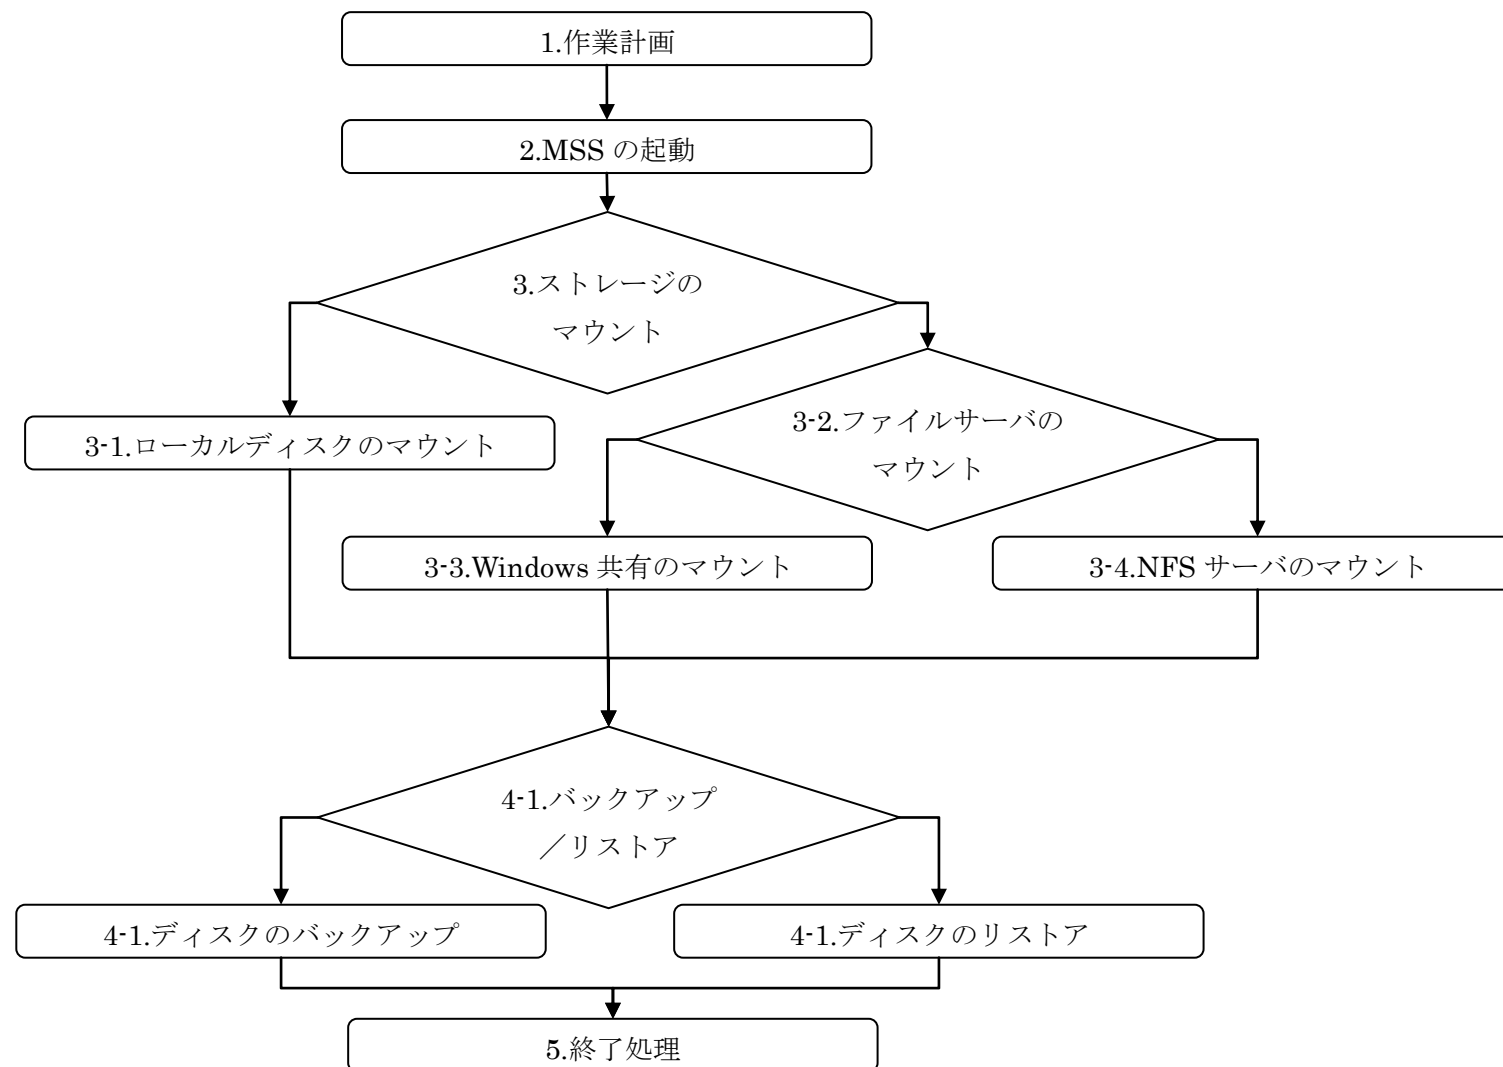 1.作業計画
2.MSS の起動
3.ストレージの
マウント
3-1.ローカルディスクのマウント
3-2.ファイルサーバの
マウント
3-3.Windows 共有のマウント
3-4.NFS サーバのマウント
4-1.バックアップ
／リストア
4-1.ディスクのバックアップ
4-1.ディスクのリストア
5.終了処理